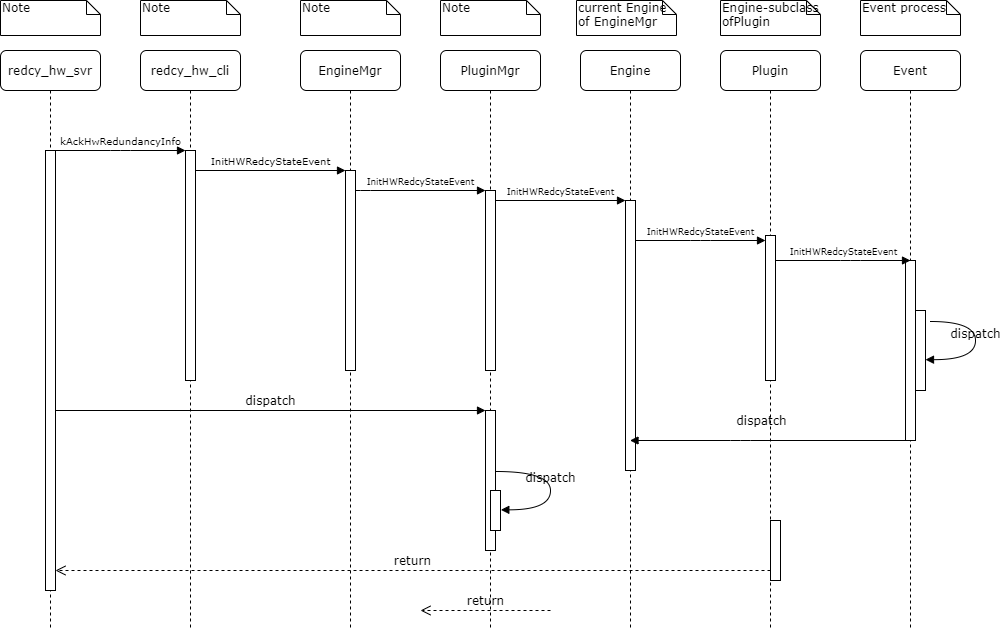 Note
Note
Note
Note
current Engine
of EngineMgr
Engine-subclass
ofPlugin
Event process
redcy_hw_svr
redcy_hw_cli
EngineMgr
PluginMgr
Engine
Plugin
Event
kAckHwRedundancyInfo
InitHWRedcyStateEvent
InitHWRedcyStateEvent
InitHWRedcyStateEvent
InitHWRedcyStateEvent
InitHWRedcyStateEvent
dispatch
dispatch
dispatch
dispatch
return
return